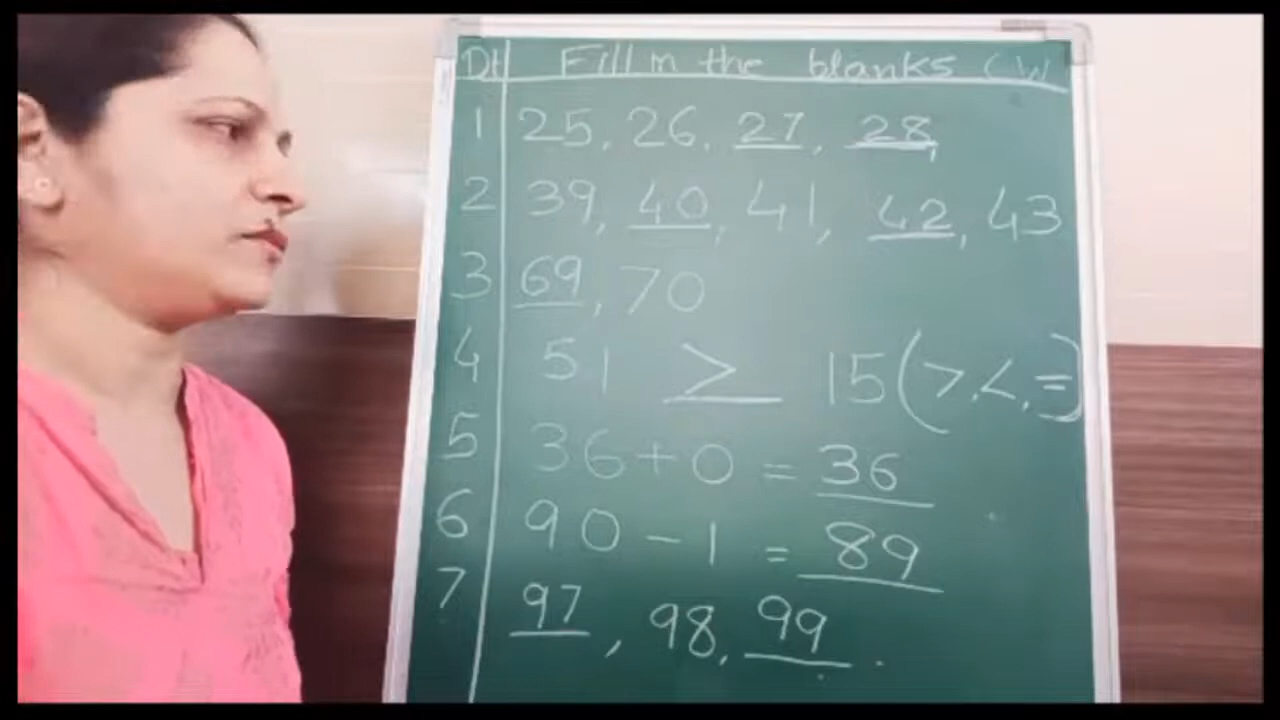 Dt Fill in the blanks CW
1 25, 26, 27, 28,
2 39, 40, 41, 42, 43
3 69, 70
4 51 > 15 (>,<,=)
5 36+0 = 36
6 90 - 1 = 89
7 97, 98, 99.